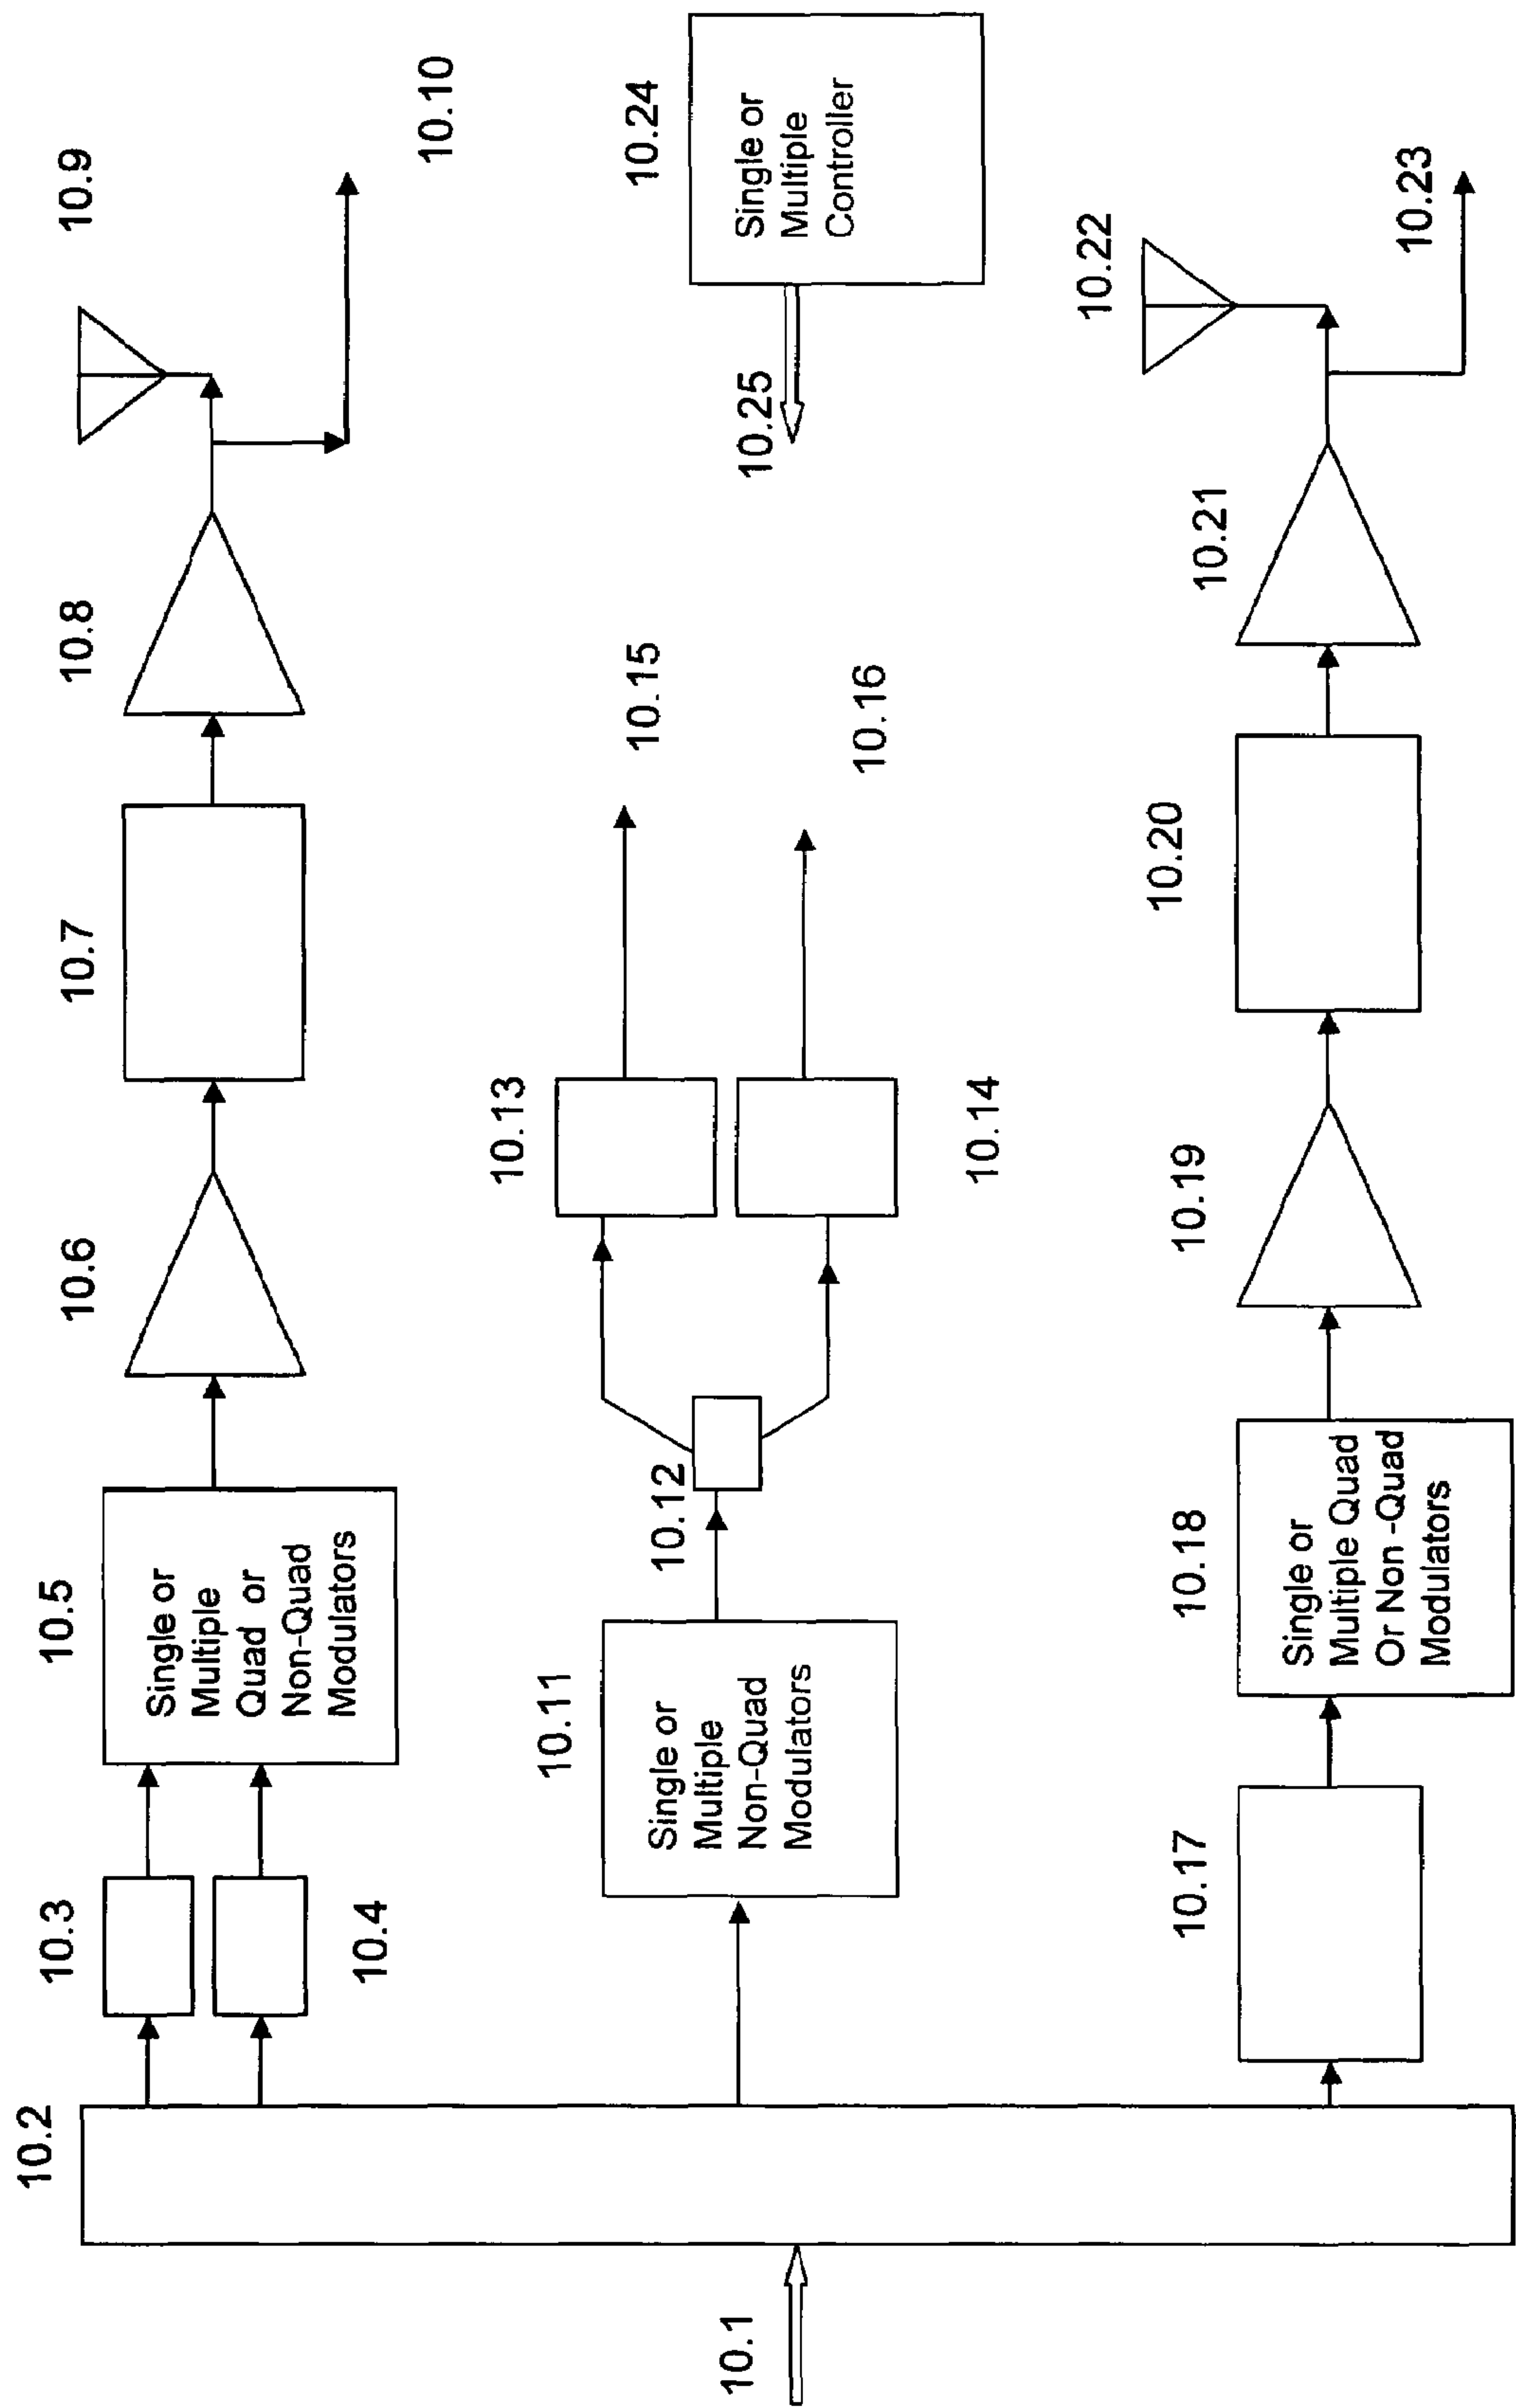 10.1
10.2
10.3
10.4
10.5
Single or
Multiple
Quad or
Non-Quad
Modulators
10.6
10.7
10.8
10.9
10.10
10.11
Single or
Multiple
Non-Quad
Modulators
10.12
10.13
10.14
10.15
10.16
10.17
10.18
Single or
Multiple Quad
Or Non -Quad
Modulators
10.19
10.20
10.21
10.22
10.23
10.24
Single or
Multiple
Controller
10.25